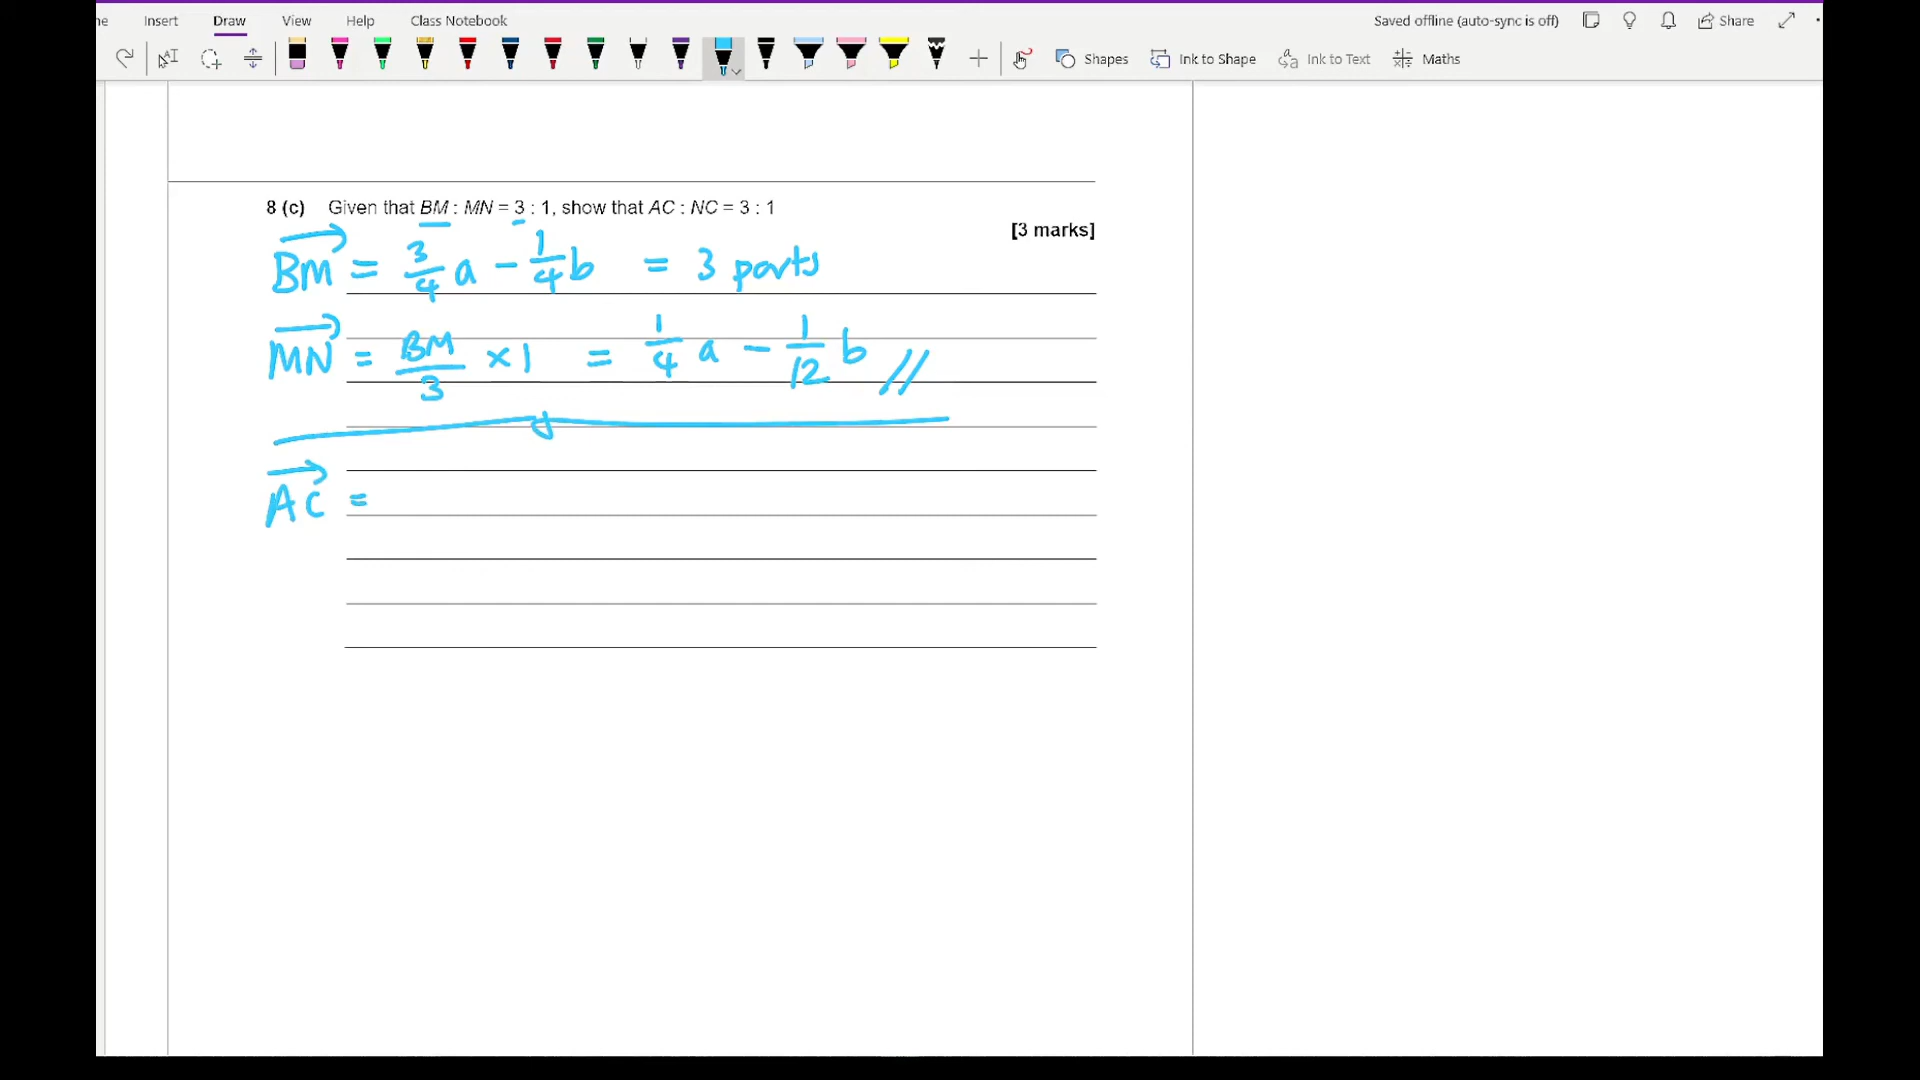 Insert Draw View Help Class Notebook Saved offline (auto-sync is off) Share
Shapes Ink to Shape Ink to Text Maths
8 (c) Given that BM : MN = 3 : 1, show that AC : NC = 3 : 1
[3 marks]
BM = 3/4 a - 1/4 b = 3 parts
MN = BM/3 × 1 = 1/4 a - 1/12 b //
AC =